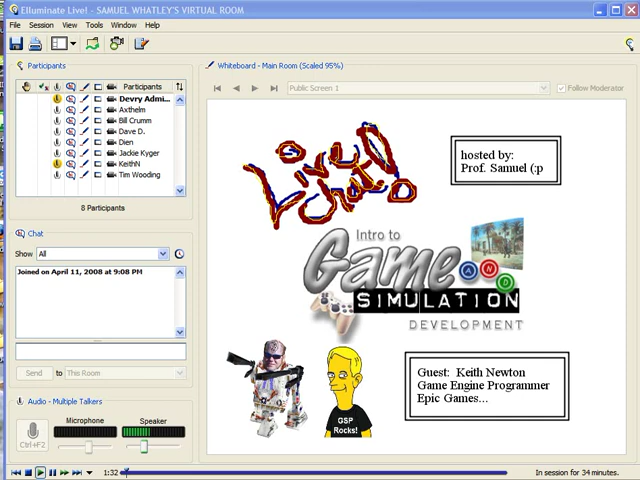 Elluminate Live! - SAMUEL WHATLEY'S VIRTUAL ROOM
File Session View Tools Window Help
Participants
Participants
Devry Admi...
Axthelm
Bill Crumm
Dave D.
Dien
Jackie Kyger
KeithN
Tim Wooding
8 Participants
Chat
Show All
Joined on April 11, 2008 at 9:08 PM
Send to This Room
Audio - Multiple Talkers
Microphone Speaker
Ctrl+F2
Whiteboard - Main Room (Scaled 95%)
Public Screen 1 Follow Moderator
Live Chat!
hosted by:
Prof. Samuel (:p
Intro to
Game AND
SIMULATION
DEVELOPMENT
GSP
Rocks!
Guest: Keith Newton
Game Engine Programmer
Epic Games...
1:32 In session for 34 minutes.